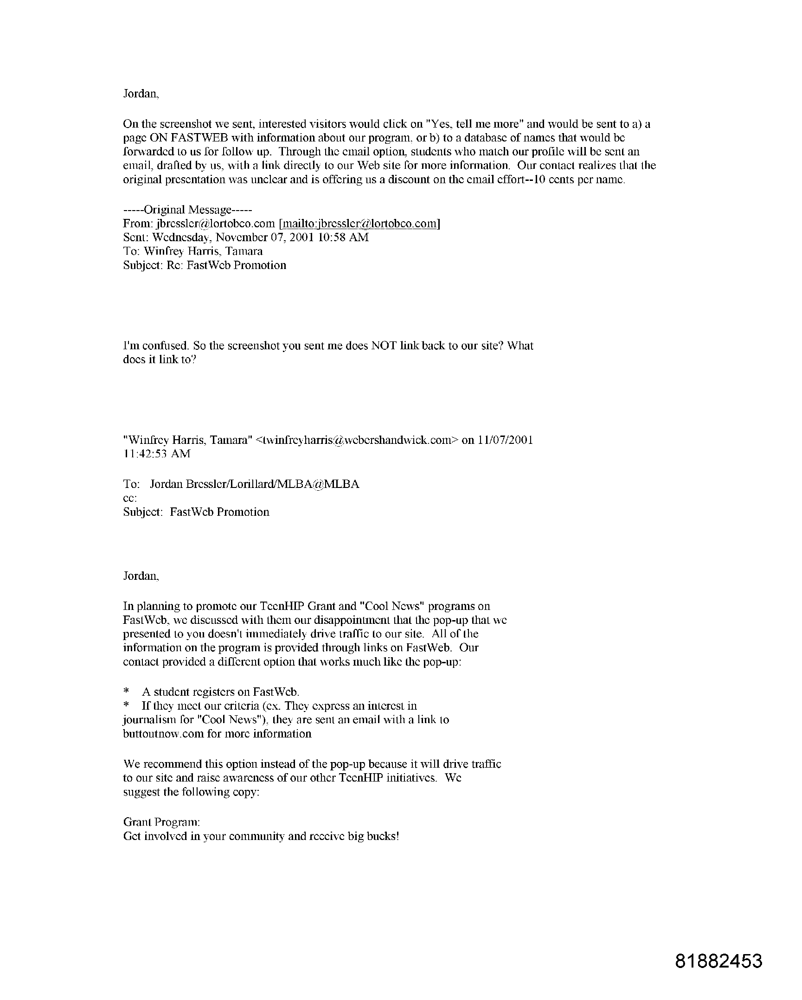 Jordan,
On the screenshot we sent, interested visitors would click on "Yes, tell me more" and would be sent to a) a
page ON FASTWEB with information about our program, or b) to a database of names that would be
forwarded to us for follow up. Through the email option, students who match our profile will be sent an
email, drafted by us, with a link directly to our Web site for more information. Our contact realizes that the
original presentation was unclear and is offering us a discount on the email effort--10 cents per name.
-----Original Message-----
From: jbressler@lortobco.com [mailto:jbressler@lortobco.com]
Sent: Wednesday, November 07, 2001 10:58 AM
To: Winfrey Harris, Tamara
Subject: Re: FastWeb Promotion
I'm confused. So the screenshot you sent me does NOT link back to our site? What
does it link to?
"Winfrey Harris, Tamara" <twinfreyharris@webershandwick.com> on 11/07/2001
11:42:53 AM
To: Jordan Bressler/Lorillard/MLBA@MLBA
cc:
Subject: FastWeb Promotion
Jordan,
In planning to promote our TeenHIP Grant and "Cool News" programs on
FastWeb, we discussed with them our disappointment that the pop-up that we
presented to you doesn't immediately drive traffic to our site. All of the
information on the program is provided through links on FastWeb. Our
contact provided a different option that works much like the pop-up:
* A student registers on FastWeb.
* If they meet our criteria (ex. They express an interest in
journalism for "Cool News"), they are sent an email with a link to
buttoutnow.com for more information
We recommend this option instead of the pop-up because it will drive traffic
to our site and raise awareness of our other TeenHIP initiatives. We
suggest the following copy:
Grant Program:
Get involved in your community and receive big bucks!
81882453